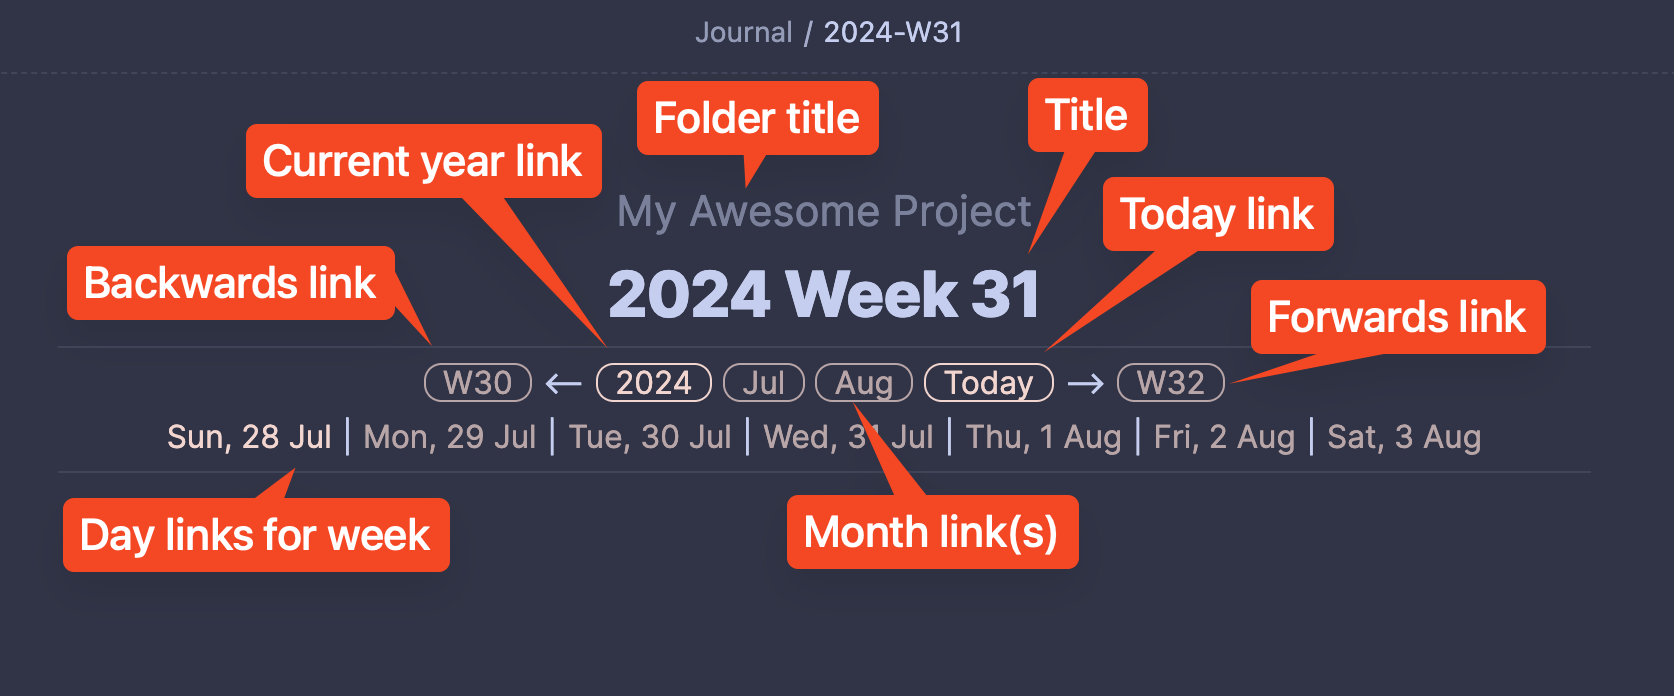 Journal / 2024-W31
Folder title
Title
Current year link
My Awesome Project
Today link
Backwards link
2024 Week 31
Forwards link
W30 ← 2024 Jul Aug Today → W32
Sun, 28 Jul | Mon, 29 Jul | Tue, 30 Jul | Wed, 31 Jul | Thu, 1 Aug | Fri, 2 Aug | Sat, 3 Aug
Day links for week
Month link(s)